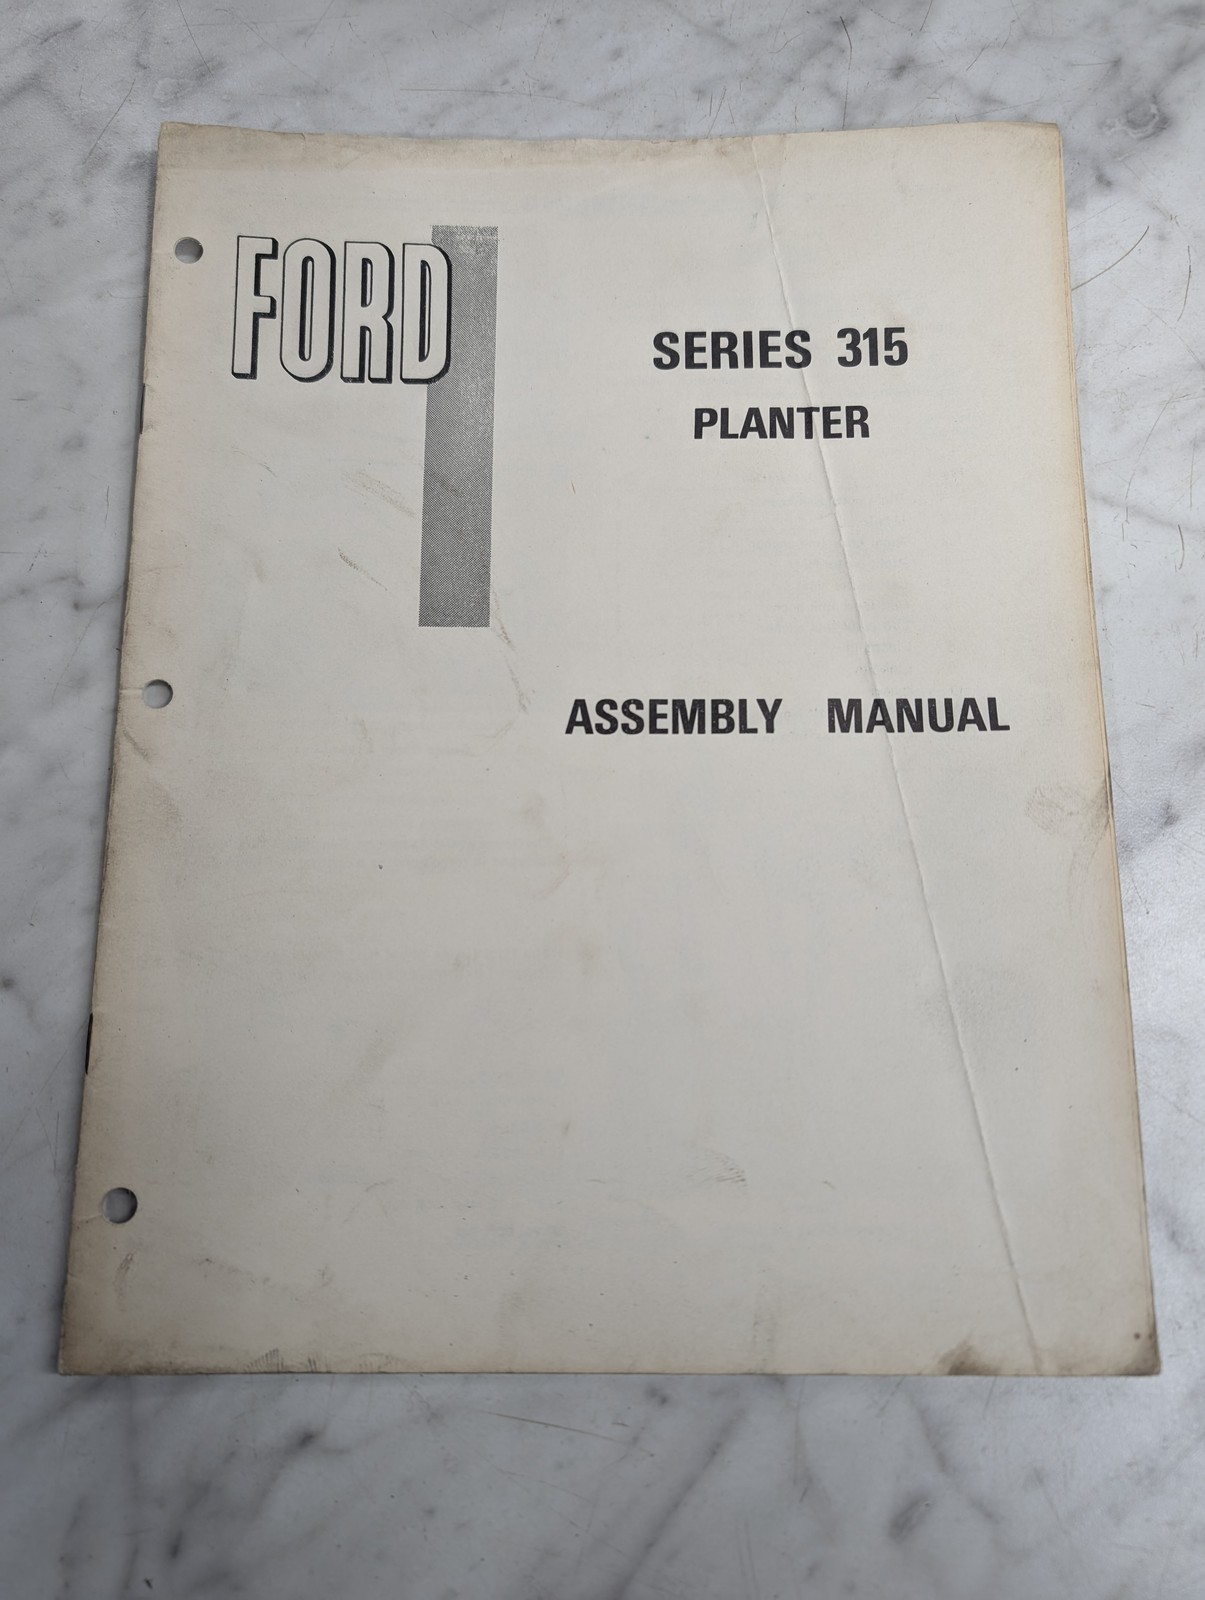 FORD
SERIES 315
PLANTER
ASSEMBLY MANUAL